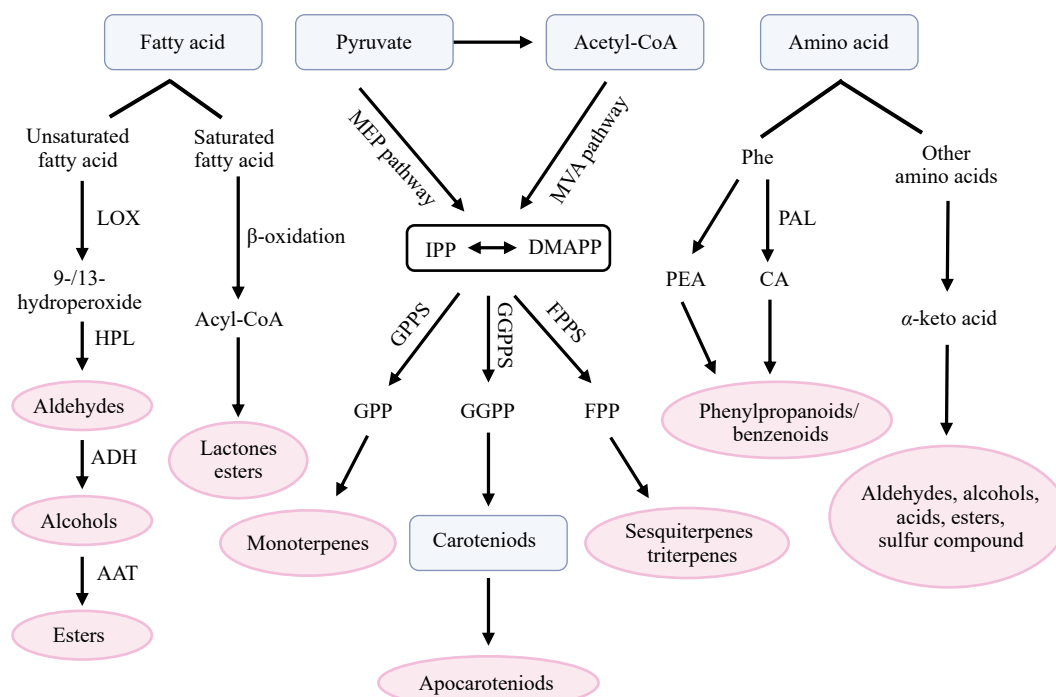 Fatty acid
Pyruvate
Acetyl-CoA
Amino acid
Unsaturated
fatty acid
Saturated
fatty acid
MEP pathway
MVA pathway
Phe
Other
amino acids
LOX
β-oxidation
PAL
IPP
DMAPP
9-/13-
hydroperoxide
PEA
CA
Acyl-CoA
α-keto acid
HPL
GPPS
GGPPS
FPPS
Aldehydes
GPP
GGPP
FPP
Phenylpropanoids/
benzenoids
ADH
Lactones
esters
Alcohols
Monoterpenes
Caroteniods
Sesquiterpenes
triterpenes
Aldehydes, alcohols,
acids, esters,
sulfur compound
AAT
Esters
Apocaroteniods